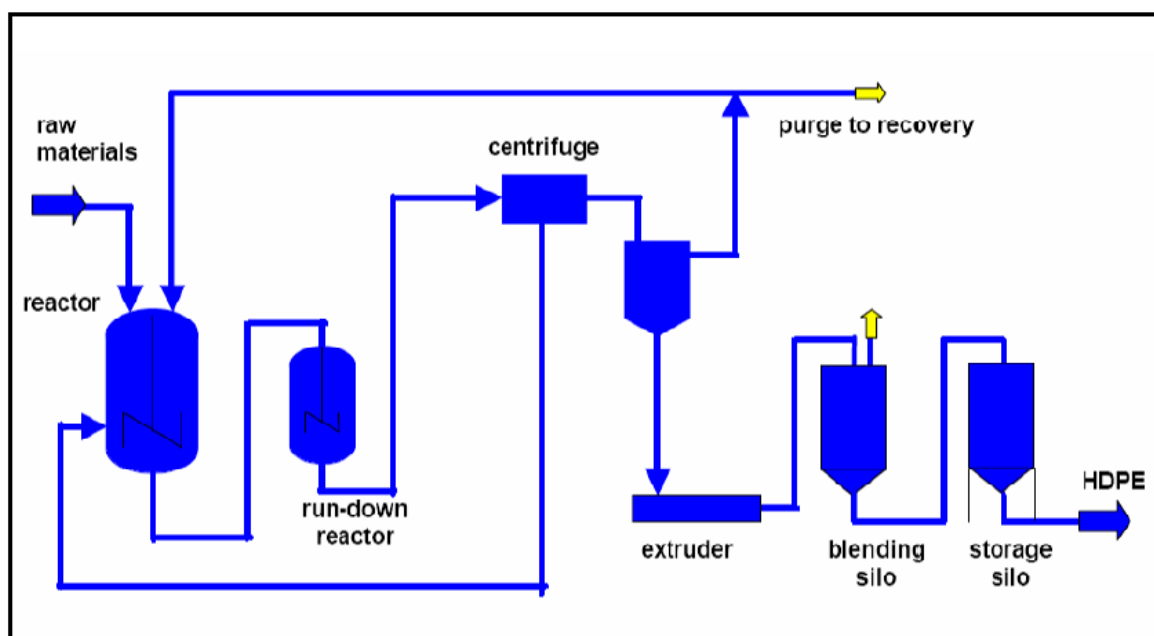 raw
materials
purge to recovery
centrifuge
reactor
HDPE
run-down
reactor
extruder
blending
silo
storage
silo